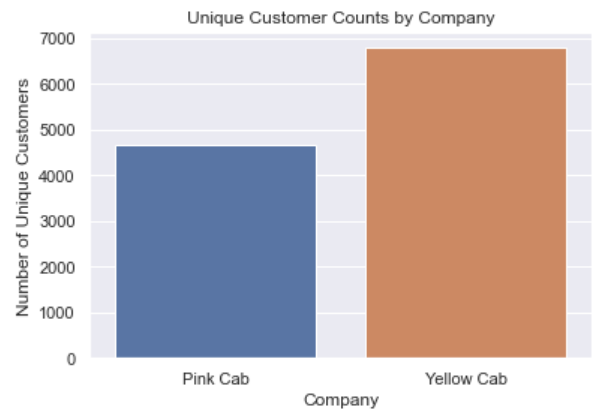 Unique Customer Counts by Company
Number of Unique Customers
7000
6000
5000
4000
3000
2000
1000
0
Pink Cab
Yellow Cab
Company